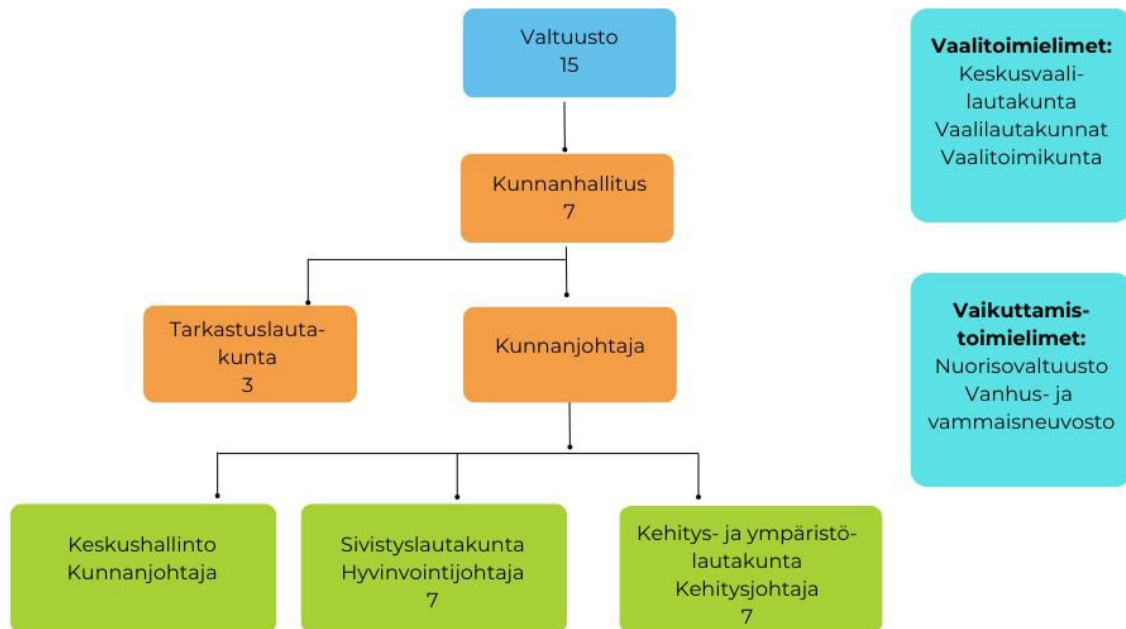 Valtuusto
15
Kunnanhallitus
7
Tarkastuslauta-
kunta
3
Kunnanjohtaja
Keskushallinto
Kunnanjohtaja
Sivistyslautakunta
Hyvinvointijohtaja
7
Kehitys- ja ympäristö-
lautakunta
Kehitysjohtaja
7
Vaalitoimielimet:
Keskusvaali-
lautakunta
Vaalilautakunnat
Vaalitoimikunta
Vaikuttamis-
toimielimet:
Nuorisovaltuusto
Vanhus- ja
vammaisneuvosto